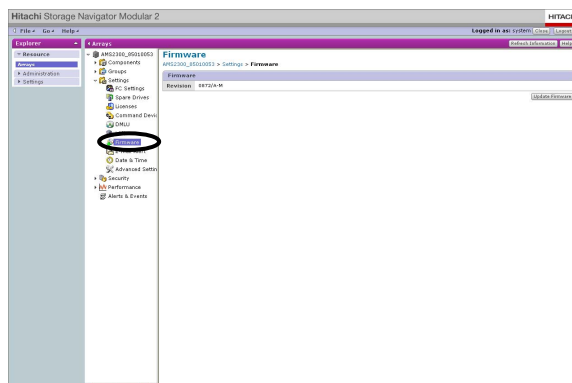 Hitachi Storage Navigator Modular 2
HITACHI
File Go Help
Logged in as: system Close Logout
Explorer
Arrays
Refresh Information Help
Resource
Arrays
Administration
Settings
AMS2300_85010053
Components
Groups
Settings
FC Settings
Spare Drives
Licenses
Command Devic
DMLU
Firmware
E-Mail Alert
Date & Time
Advanced Settin
Security
Performance
Alerts & Events
Firmware
AMS2300_85010053 > Settings > Firmware
Firmware
Revision 0872/A-M
Update Firmware